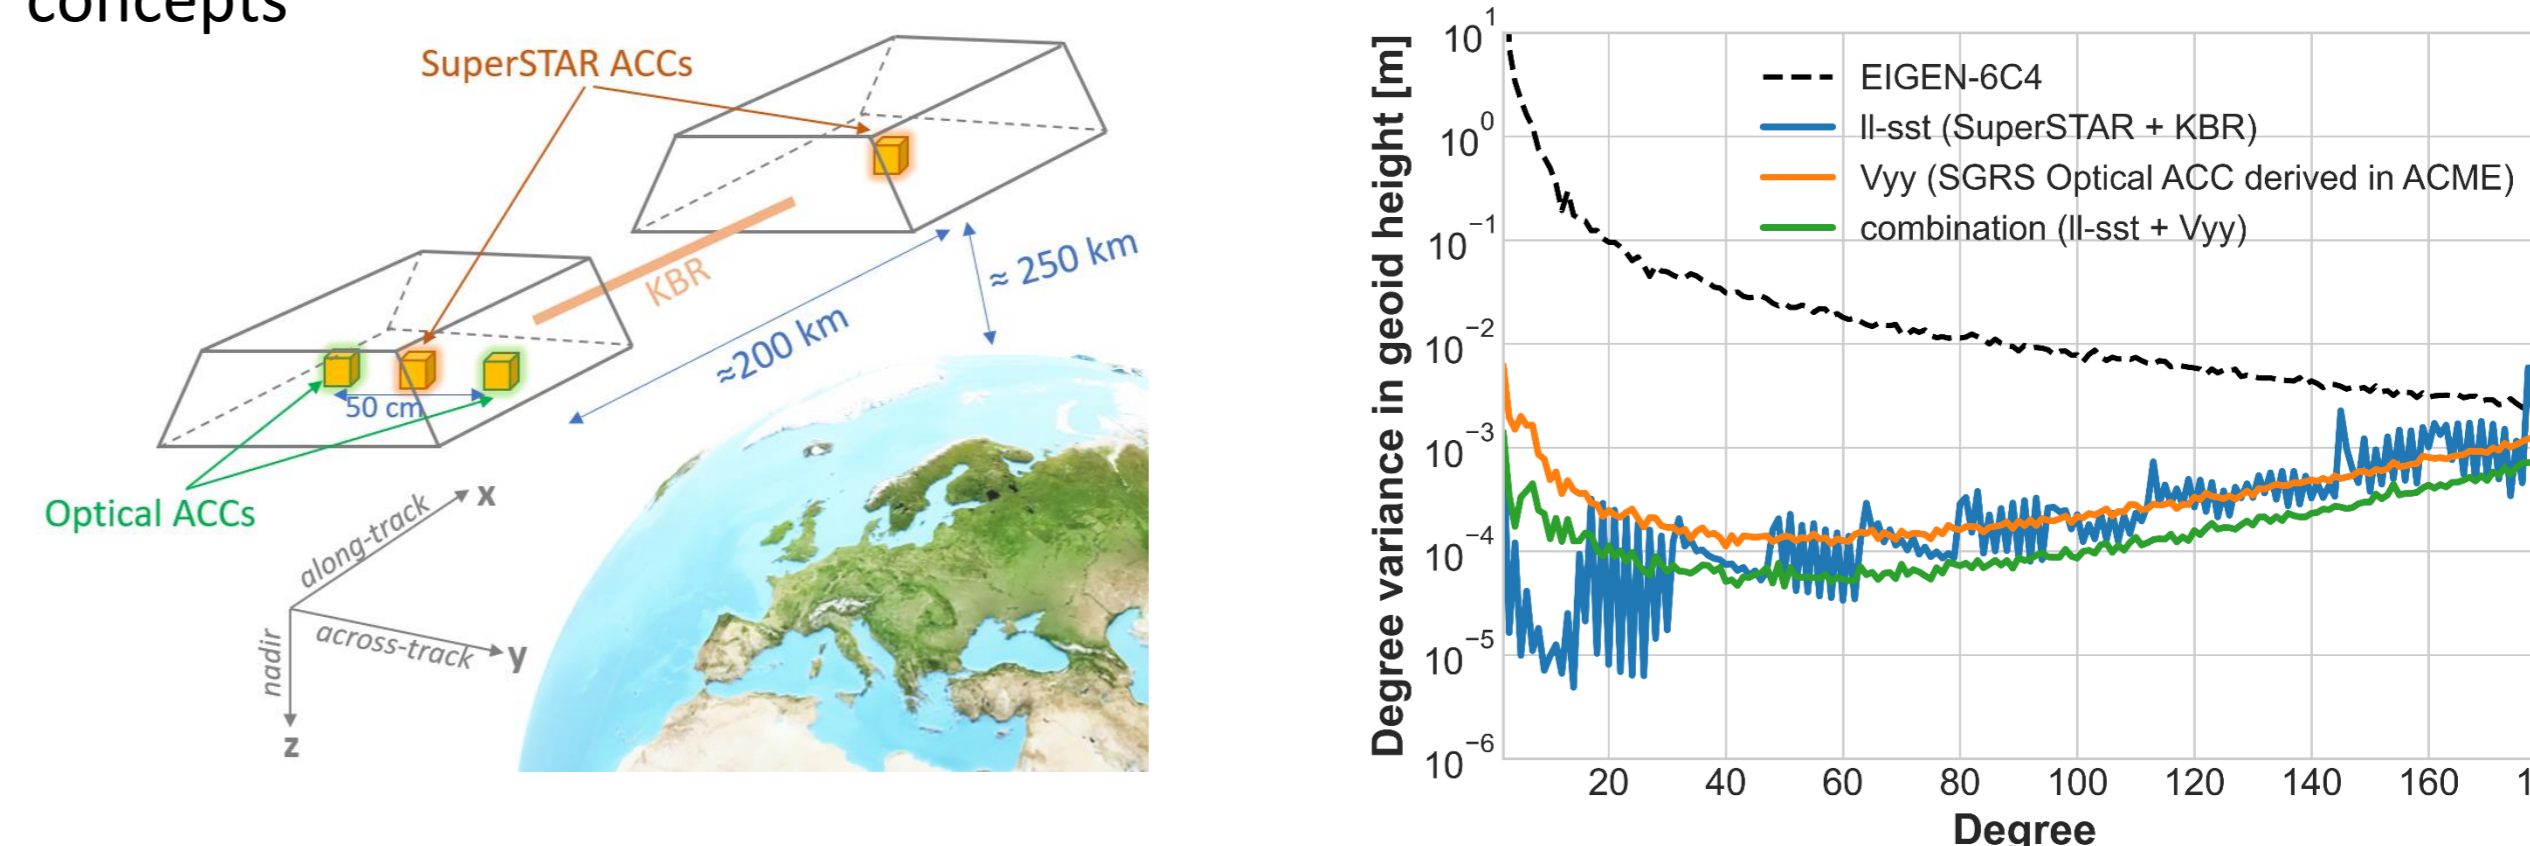 concepts
SuperSTAR ACCs
KBR
≈ 250 km
≈200 km
50 cm
Optical ACCs
along-track
x
across-track
y
nadir
z
Degree variance in geoid height [m]
10^1
10^0
10^−1
10^−2
10^−3
10^−4
10^−5
10^−6
EIGEN-6C4
ll-sst (SuperSTAR + KBR)
Vyy (SGRS Optical ACC derived in ACME)
combination (ll-sst + Vyy)
20 40 60 80 100 120 140 160 1
Degree